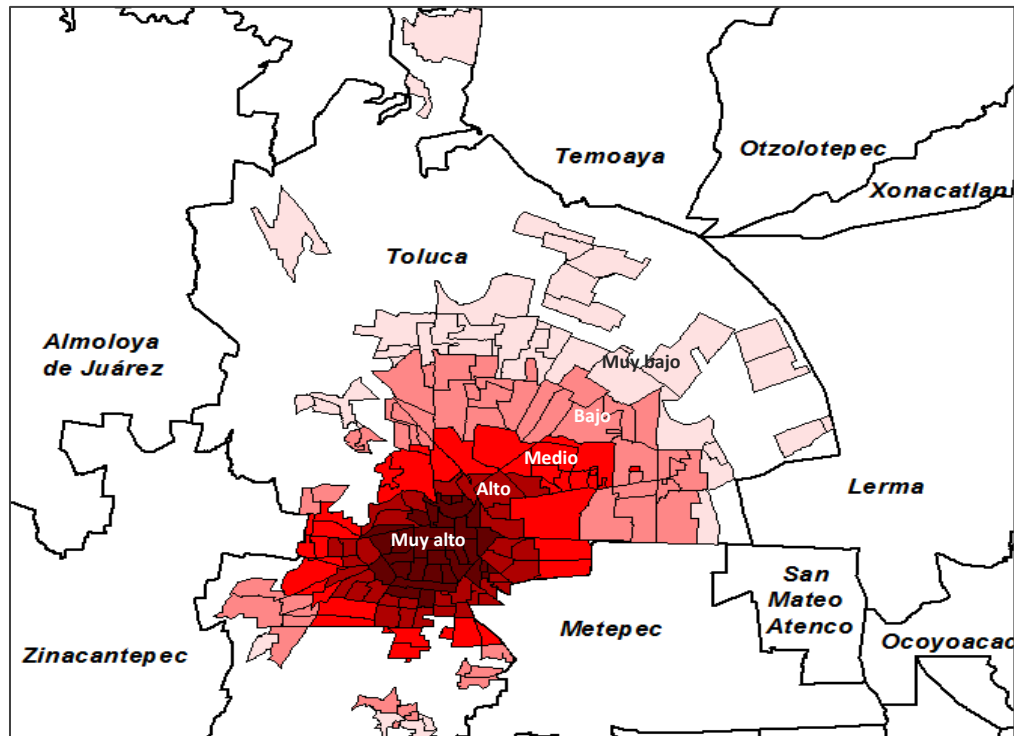 Temoaya
Otzolotepec
Xonacatlan
Toluca
Almoloya
de Juárez
Muy bajo
Bajo
Medio
Alto
Lerma
Muy alto
San
Mateo
Atenco
Metepec
Ocoyoacac
Zinacantepec